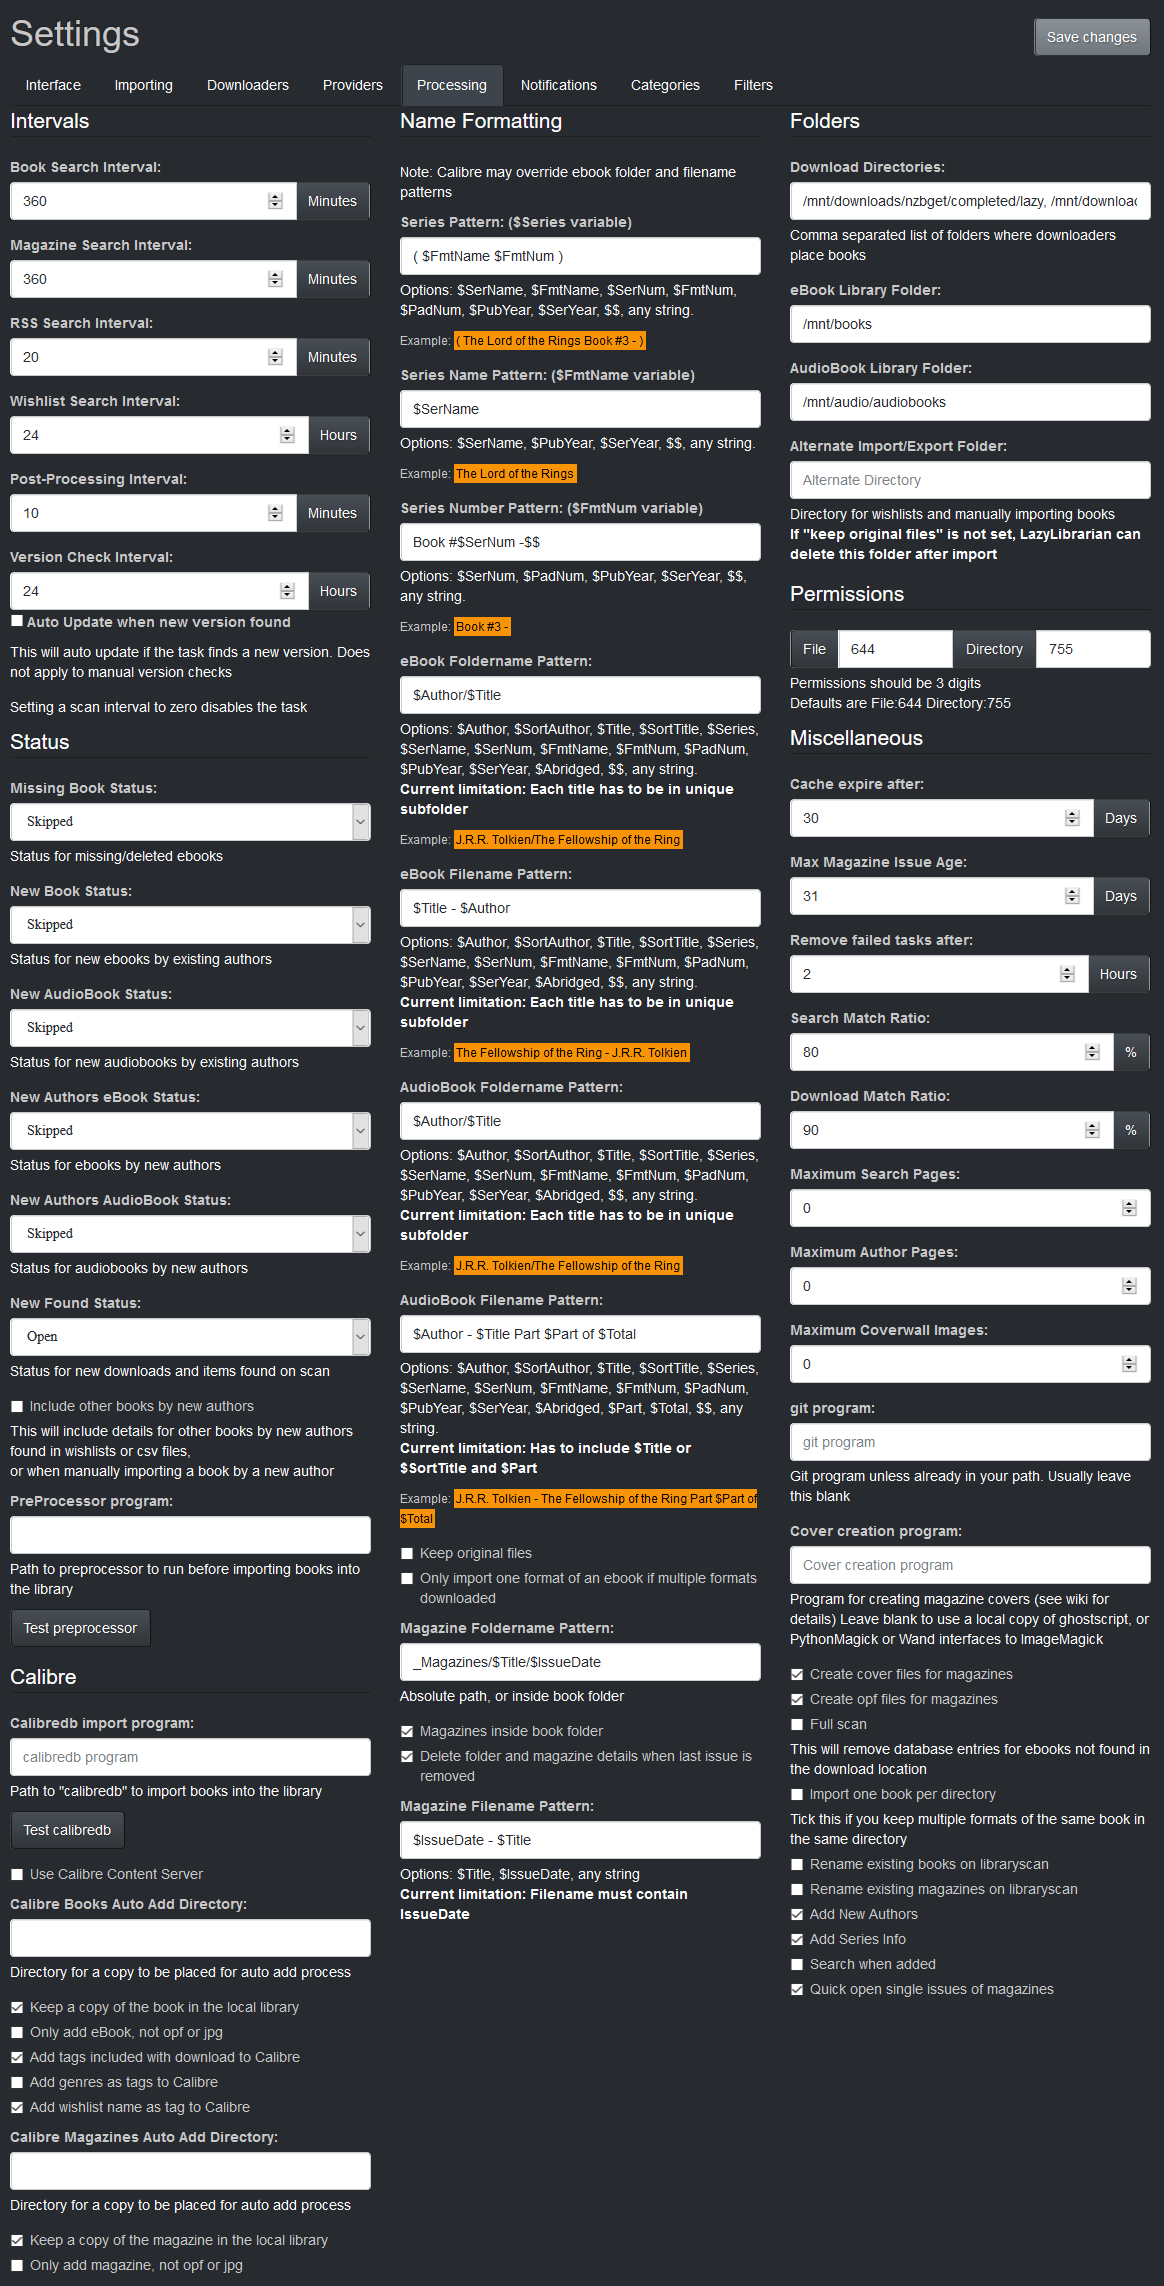 Settings
Save changes
Interface
Importing
Downloaders
Providers
Processing
Notifications
Categories
Filters
Intervals
Book Search Interval:
360
Minutes
Magazine Search Interval:
360
Minutes
RSS Search Interval:
20
Minutes
Wishlist Search Interval:
24
Hours
Post-Processing Interval:
10
Minutes
Version Check Interval:
24
Hours
Auto Update when new version found
This will auto update if the task finds a new version. Does
not apply to manual version checks
Setting a scan interval to zero disables the task
Status
Missing Book Status:
Skipped
Status for missing/deleted ebooks
New Book Status:
Skipped
Status for new ebooks by existing authors
New AudioBook Status:
Skipped
Status for new audiobooks by existing authors
New Authors eBook Status:
Skipped
Status for ebooks by new authors
New Authors AudioBook Status:
Skipped
Status for audiobooks by new authors
New Found Status:
Open
Status for new downloads and items found on scan
Include other books by new authors
This will include details for other books by new authors
found in wishlists or csv files,
or when manually importing a book by a new author
PreProcessor program:
Path to preprocessor to run before importing books into
the library
Test preprocessor
Calibre
Calibredb import program:
calibredb program
Path to "calibredb" to import books into the library
Test calibredb
Use Calibre Content Server
Calibre Books Auto Add Directory:
Directory for a copy to be placed for auto add process
Keep a copy of the book in the local library
Only add eBook, not opf or jpg
Add tags included with download to Calibre
Add genres as tags to Calibre
Add wishlist name as tag to Calibre
Calibre Magazines Auto Add Directory:
Directory for a copy to be placed for auto add process
Keep a copy of the magazine in the local library
Only add magazine, not opf or jpg
Name Formatting
Note: Calibre may override ebook folder and filename
patterns
Series Pattern: ($Series variable)
( $FmtName $FmtNum )
Options: $SerName, $FmtName, $SerNum, $FmtNum,
$PadNum, $PubYear, $SerYear, $$, any string.
Example: ( The Lord of the Rings Book #3 - )
Series Name Pattern: ($FmtName variable)
$SerName
Options: $SerName, $PubYear, $SerYear, $$, any string.
Example: The Lord of the Rings
Series Number Pattern: ($FmtNum variable)
Book #$SerNum -$$
Options: $SerNum, $PadNum, $PubYear, $SerYear, $$,
any string.
Example: Book #3 -
eBook Foldername Pattern:
$Author/$Title
Options: $Author, $SortAuthor, $Title, $SortTitle, $Series,
$SerName, $SerNum, $FmtName, $FmtNum, $PadNum,
$PubYear, $SerYear, $Abridged, $$, any string.
Current limitation: Each title has to be in unique
subfolder
Example: J.R.R. Tolkien/The Fellowship of the Ring
eBook Filename Pattern:
$Title - $Author
Options: $Author, $SortAuthor, $Title, $SortTitle, $Series,
$SerName, $SerNum, $FmtName, $FmtNum, $PadNum,
$PubYear, $SerYear, $Abridged, $$, any string.
Current limitation: Each title has to be in unique
subfolder
Example: The Fellowship of the Ring - J.R.R. Tolkien
AudioBook Foldername Pattern:
$Author/$Title
Options: $Author, $SortAuthor, $Title, $SortTitle, $Series,
$SerName, $SerNum, $FmtName, $FmtNum, $PadNum,
$PubYear, $SerYear, $Abridged, $$, any string.
Current limitation: Each title has to be in unique
subfolder
Example: J.R.R. Tolkien/The Fellowship of the Ring
AudioBook Filename Pattern:
$Author - $Title Part $Part of $Total
Options: $Author, $SortAuthor, $Title, $SortTitle, $Series,
$SerName, $SerNum, $FmtName, $FmtNum, $PadNum,
$PubYear, $SerYear, $Abridged, $Part, $Total, $$, any
string.
Current limitation: Has to include $Title or
$SortTitle and $Part
Example: J.R.R. Tolkien - The Fellowship of the Ring Part $Part of
$Total
Keep original files
Only import one format of an ebook if multiple formats
downloaded
Magazine Foldername Pattern:
_Magazines/$Title/$IssueDate
Absolute path, or inside book folder
Magazines inside book folder
Delete folder and magazine details when last issue is
removed
Magazine Filename Pattern:
$IssueDate - $Title
Options: $Title, $IssueDate, any string
Current limitation: Filename must contain
IssueDate
Folders
Download Directories:
/mnt/downloads/nzbget/completed/lazy, /mnt/downloac
Comma separated list of folders where downloaders
place books
eBook Library Folder:
/mnt/books
AudioBook Library Folder:
/mnt/audio/audiobooks
Alternate Import/Export Folder:
Alternate Directory
Directory for wishlists and manually importing books
If "keep original files" is not set, LazyLibrarian can
delete this folder after import
Permissions
File
644
Directory
755
Permissions should be 3 digits
Defaults are File:644 Directory:755
Miscellaneous
Cache expire after:
30
Days
Max Magazine Issue Age:
31
Days
Remove failed tasks after:
2
Hours
Search Match Ratio:
80
%
Download Match Ratio:
90
%
Maximum Search Pages:
0
Maximum Author Pages:
0
Maximum Coverwall Images:
0
git program:
git program
Git program unless already in your path. Usually leave
this blank
Cover creation program:
Cover creation program
Program for creating magazine covers (see wiki for
details) Leave blank to use a local copy of ghostscript, or
PythonMagick or Wand interfaces to ImageMagick
Create cover files for magazines
Create opf files for magazines
Full scan
This will remove database entries for ebooks not found in
the download location
Import one book per directory
Tick this if you keep multiple formats of the same book in
the same directory
Rename existing books on libraryscan
Rename existing magazines on libraryscan
Add New Authors
Add Series Info
Search when added
Quick open single issues of magazines